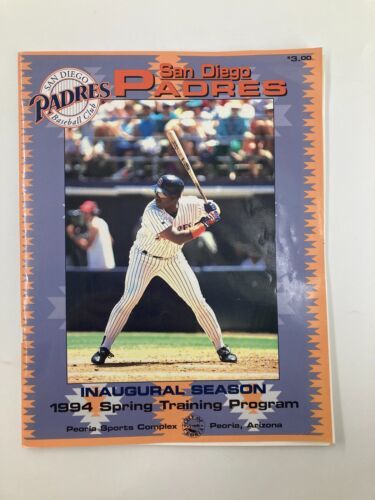 $3.00
SAN DIEGO
PADRES
Baseball Club
San Diego
PADRES
INAUGURAL SEASON
1994 Spring Training Program
Peoria Sports Complex
Peoria, Arizona